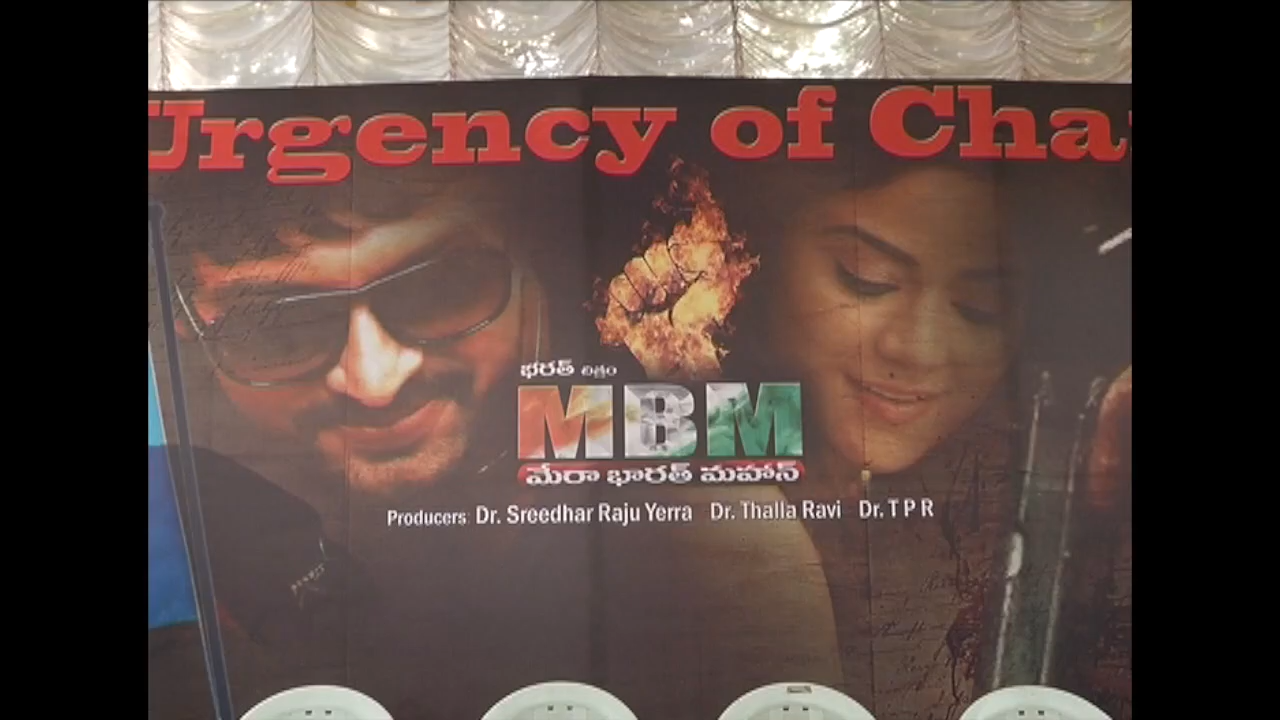 Urgency of Cha
భరత్ చిత్రం
MBM
మేరా భారత్ మహాన్
Producers: Dr. Sreedhar Raju Yerra Dr. Thalla Ravi Dr. T P R